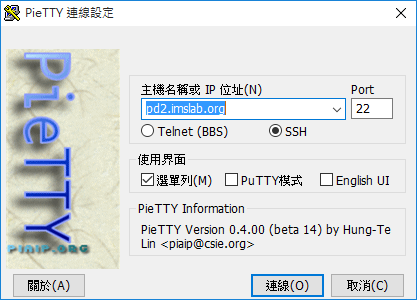 PieTTY 連線設定
PieTTY
PIAIP.ORG
主機名稱或 IP 位址(N)
Port
pd2.imslab.org
22
Telnet (BBS)
SSH
使用界面
選單列(M)
PuTTY模式
English UI
PieTTY Information
PieTTY Version 0.4.00 (beta 14) by Hung-Te
Lin <piaip@csie.org>
關於(A)
連線(O)
取消(C)